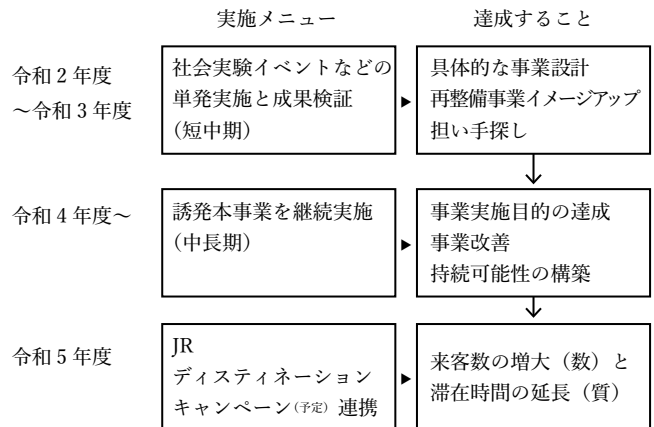 実施メニュー
達成すること
令和 2 年度
～令和 3 年度
社会実験イベントなどの
単発実施と成果検証
（短中期）
具体的な事業設計
再整備事業イメージアップ
担い手探し
令和 4 年度～
誘発本事業を継続実施
（中長期）
事業実施目的の達成
事業改善
持続可能性の構築
令和 5 年度
JR
ディスティネーション
キャンペーン（予定）連携
来客数の増大（数）と
滞在時間の延長（質）